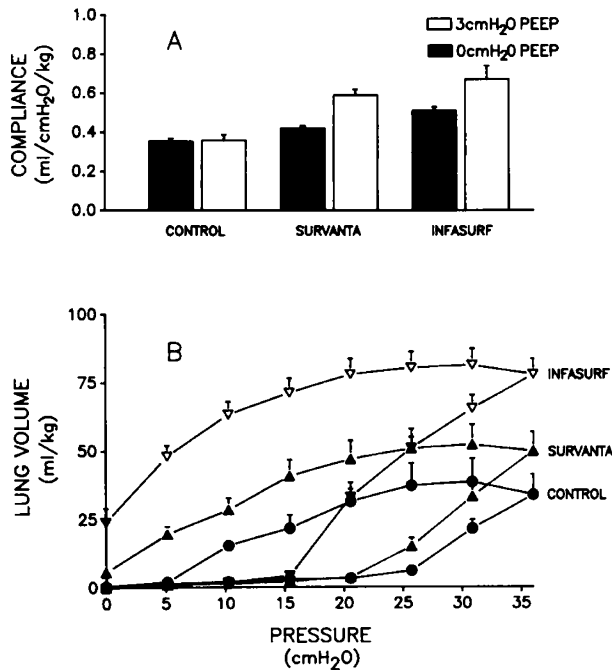 A
3cmH₂O PEEP
0cmH₂O PEEP
COMPLIANCE
(ml/cmH₂O/kg)
1.0
0.8
0.6
0.4
0.2
0.0
CONTROL
SURVANTA
INFASURF
B
LUNG VOLUME
(ml/kg)
100
75
50
25
0
INFASURF
SURVANTA
CONTROL
0
5
10
15
20
25
30
35
PRESSURE
(cmH₂O)